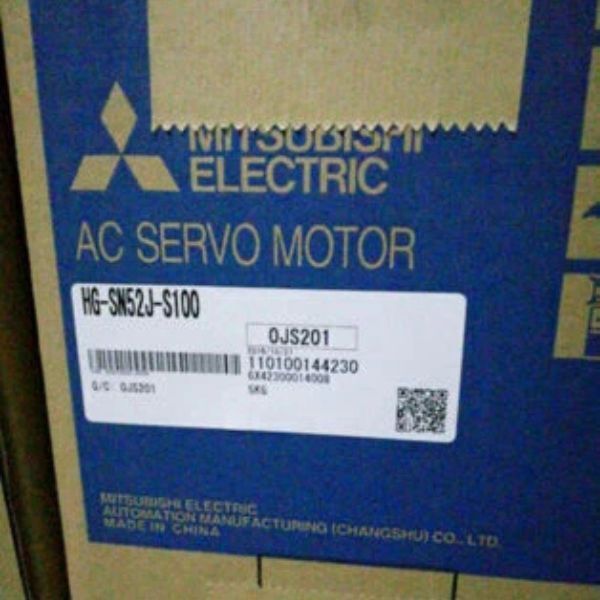 MITSUBISHI
ELECTRIC
AC SERVO MOTOR
HG-SN52J-S100
0JS201
110100144230
6X42300014008
G/C: 0JS201
5KG
MITSUBISHI ELECTRIC
AUTOMATION MANUFACTURING (CHANGSHU) CO., LTD.
MADE IN CHINA